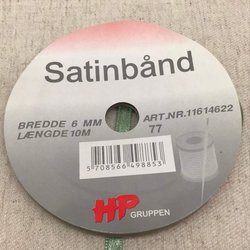 Satinbånd
BREDDE 6 MM ART.NR.11614622
LÆNGDE 10M 77
5 708566 498853
HP GRUPPEN